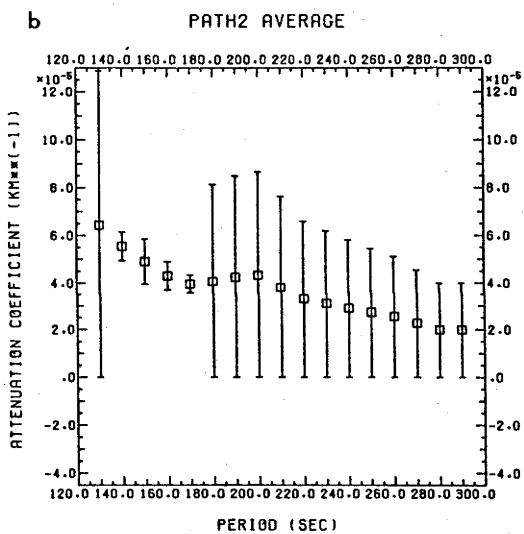 b
PATH2 AVERAGE
120.0 140.0 160.0 180.0 200.0 220.0 240.0 260.0 280.0 300.0
×10⁻⁵ ×10⁻⁵
12.0 12.0
10.0 10.0
8.0 8.0
6.0 6.0
4.0 4.0
2.0 2.0
.0 .0
-2.0 -2.0
-4.0 -4.0
ATTENUATION COEFFICIENT (KM**(-1)
120.0 140.0 160.0 180.0 200.0 220.0 240.0 260.0 280.0 300.0
PERIOD (SEC)